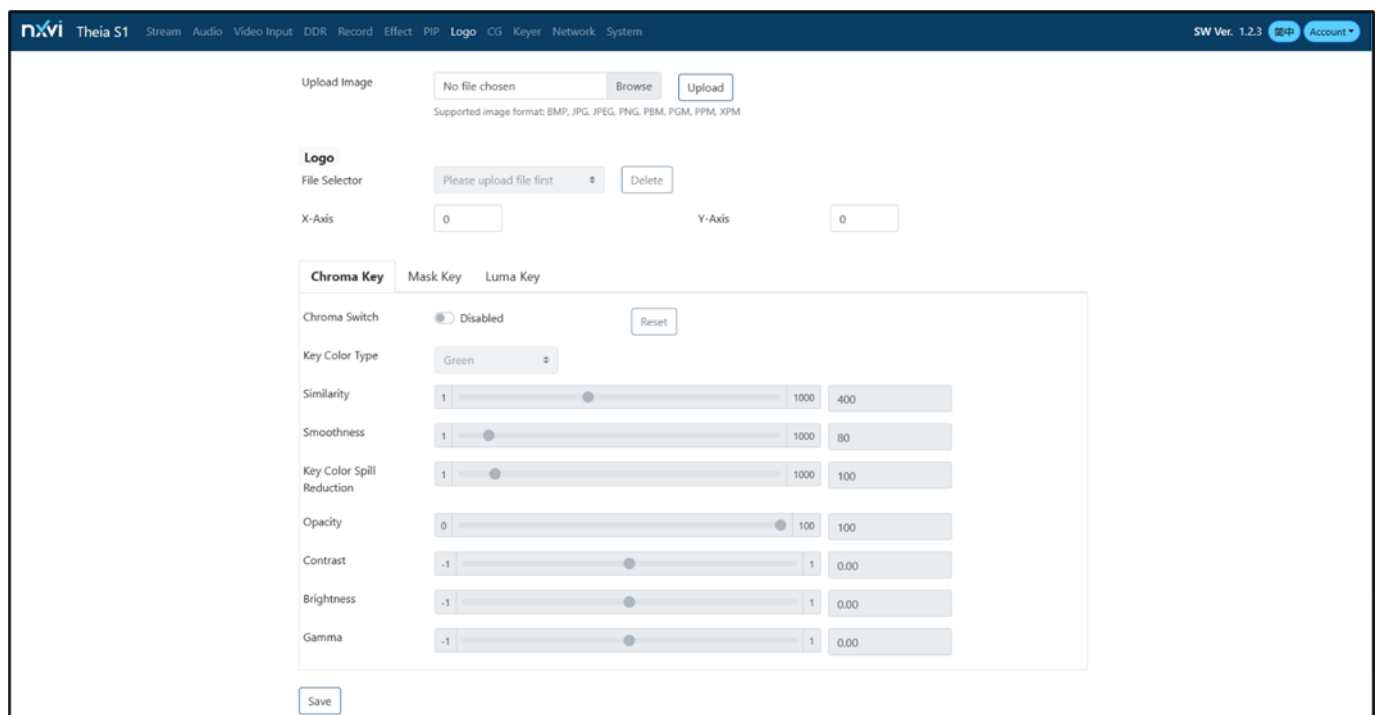 nxvi Theia S1 Stream Audio Video Input DDR Record Effect PIP Logo CG Keyer Network System SW Ver. 1.2.3 简中 Account
Upload Image No file chosen Browse Upload
Supported image format: BMP, JPG, JPEG, PNG, PBM, PGM, PPM, XPM
Logo
File Selector Please upload file first Delete
X-Axis 0 Y-Axis 0
Chroma Key Mask Key Luma Key
Chroma Switch Disabled Reset
Key Color Type Green
Similarity 1 1000 400
Smoothness 1 1000 80
Key Color Spill
Reduction 1 1000 100
Opacity 0 100 100
Contrast -1 1 0.00
Brightness -1 1 0.00
Gamma -1 1 0.00
Save